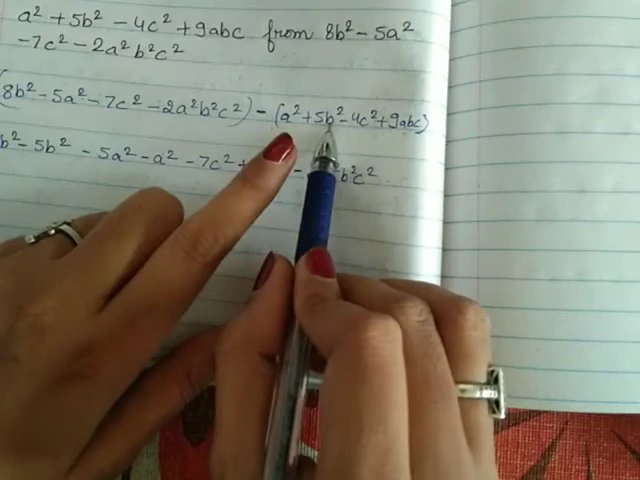 a² + 5b² - 4c² + 9abc from 8b² - 5a²
-7c² - 2a²b²c²
(8b² - 5a² - 7c² - 2a²b²c²) - (a² + 5b² - 4c² + 9abc)
b² - 5b² - 5a² - a² - 7c² + - b²c²